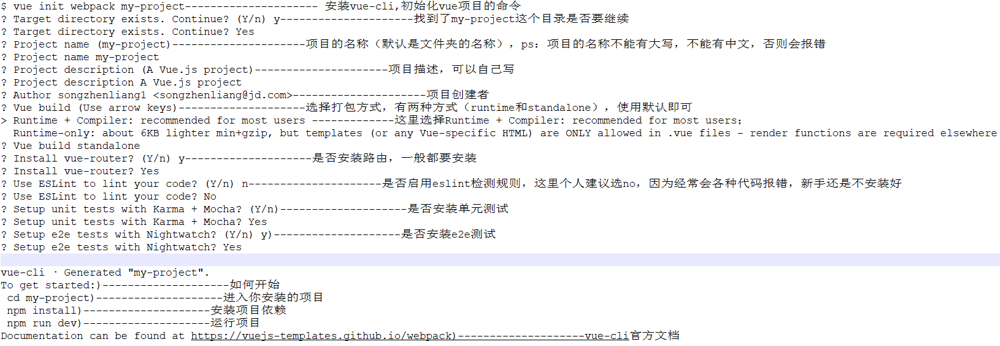 $ vue init webpack my-project--------------------- 安装vue-cli,初始化vue项目的命令
? Target directory exists. Continue? (Y/n) y---------------------找到了my-project这个目录是否要继续
? Target directory exists. Continue? Yes
? Project name (my-project)---------------------项目的名称（默认是文件夹的名称），ps：项目的名称不能有大写，不能有中文，否则会报错
? Project name my-project
? Project description (A Vue.js project)---------------------项目描述，可以自己写
? Project description A Vue.js project
? Author songzhenliang1 <songzhenliang@jd.com>---------------------项目创建者
? Vue build (Use arrow keys)--------------------选择打包方式，有两种方式（runtime和standalone），使用默认即可
> Runtime + Compiler: recommended for most users -------------这里选择Runtime + Compiler: recommended for most users；
  Runtime-only: about 6KB lighter min+gzip, but templates (or any Vue-specific HTML) are ONLY allowed in .vue files - render functions are required elsewhere
? Vue build standalone
? Install vue-router? (Y/n) y--------------------是否安装路由，一般都要安装
? Install vue-router? Yes
? Use ESLint to lint your code? (Y/n) n---------------------是否启用eslint检测规则，这里个人建议选no，因为经常会各种代码报错，新手还是不安装好
? Use ESLint to lint your code? No
? Setup unit tests with Karma + Mocha? (Y/n)--------------------是否安装单元测试
? Setup unit tests with Karma + Mocha? Yes
? Setup e2e tests with Nightwatch? (Y/n) y)--------------------是否安装e2e测试
? Setup e2e tests with Nightwatch? Yes
vue-cli · Generated "my-project".
To get started:)--------------------如何开始
 cd my-project)--------------------进入你安装的项目
 npm install)--------------------安装项目依赖
 npm run dev)--------------------运行项目
Documentation can be found at https://vuejs-templates.github.io/webpack)--------------------vue-cli官方文档